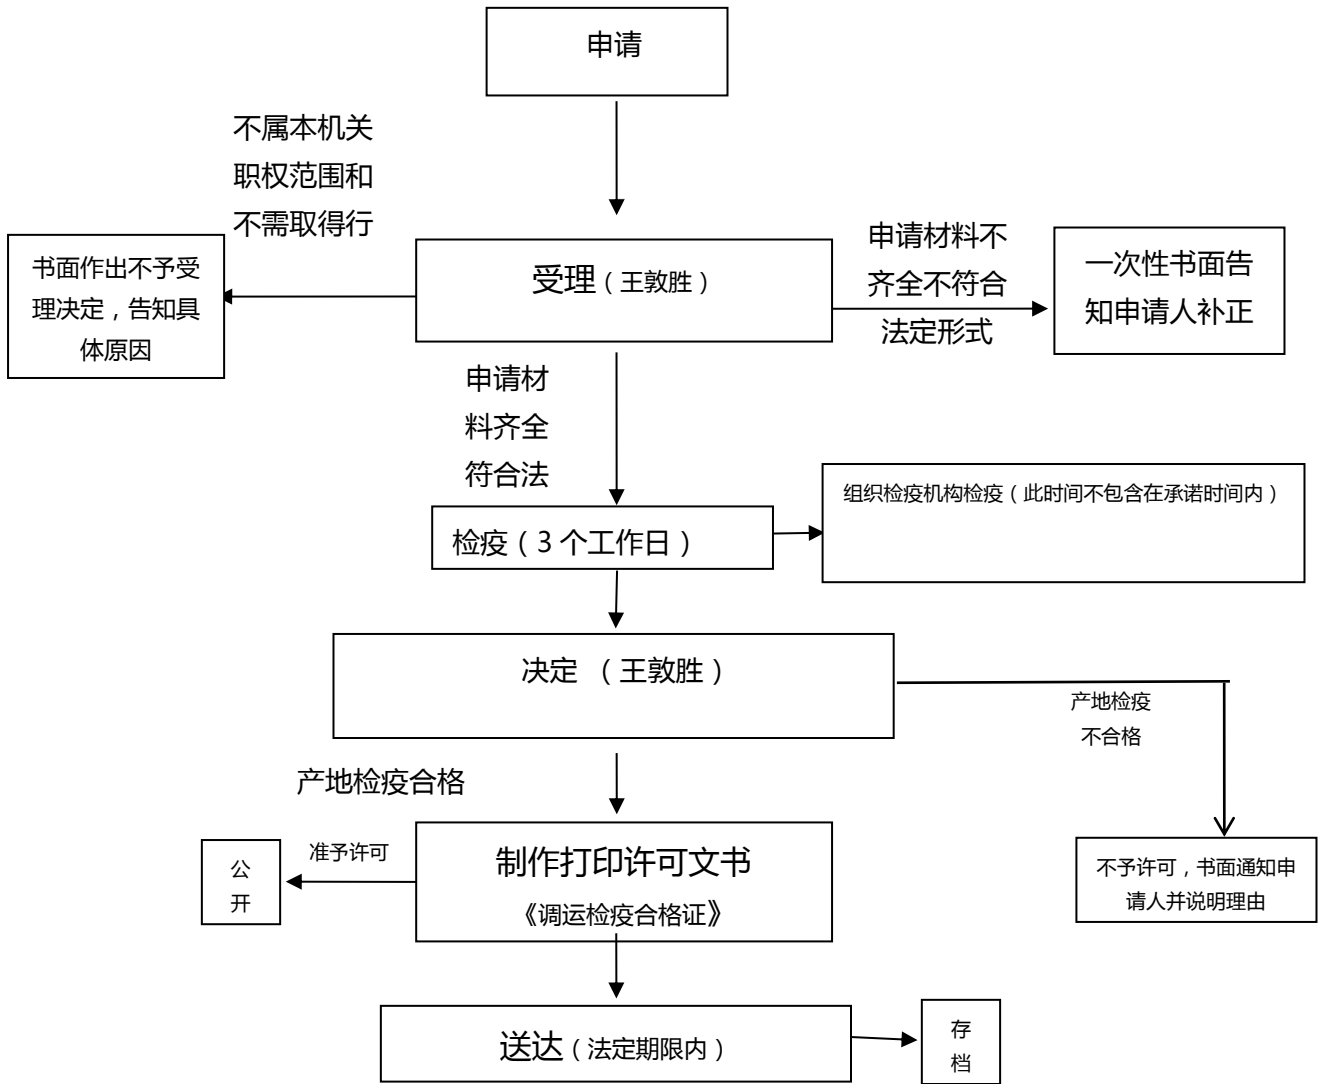 申请
不属本机关
职权范围和
不需取得行
书面作出不予受
理决定，告知具
体原因
受理（王敦胜）
申请材料不
齐全不符合
法定形式
一次性书面告
知申请人补正
申请材
料齐全
符合法
检疫（3 个工作日）
组织检疫机构检疫（此时间不包含在承诺时间内）
决定 （王敦胜）
产地检疫
不合格
产地检疫合格
公
开
准予许可
制作打印许可文书
《调运检疫合格证》
不予许可，书面通知申
请人并说明理由
送达（法定期限内）
存
档